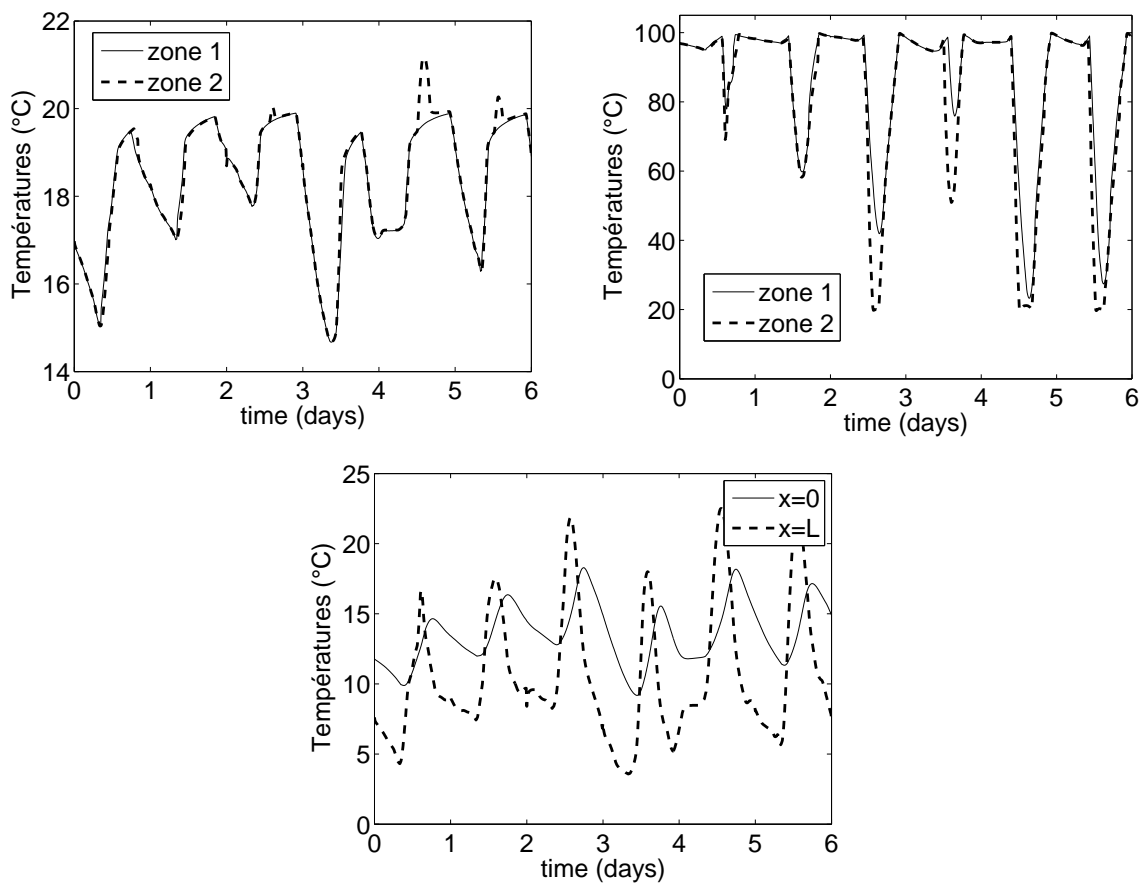 22
20
18
16
14
Températures (°C)
zone 1
zone 2
0 1 2 3 4 5 6
time (days)
100
80
60
40
20
0
Températures (°C)
zone 1
zone 2
0 1 2 3 4 5 6
time (days)
25
20
15
10
5
0
Températures (°C)
x=0
x=L
0 1 2 3 4 5 6
time (days)